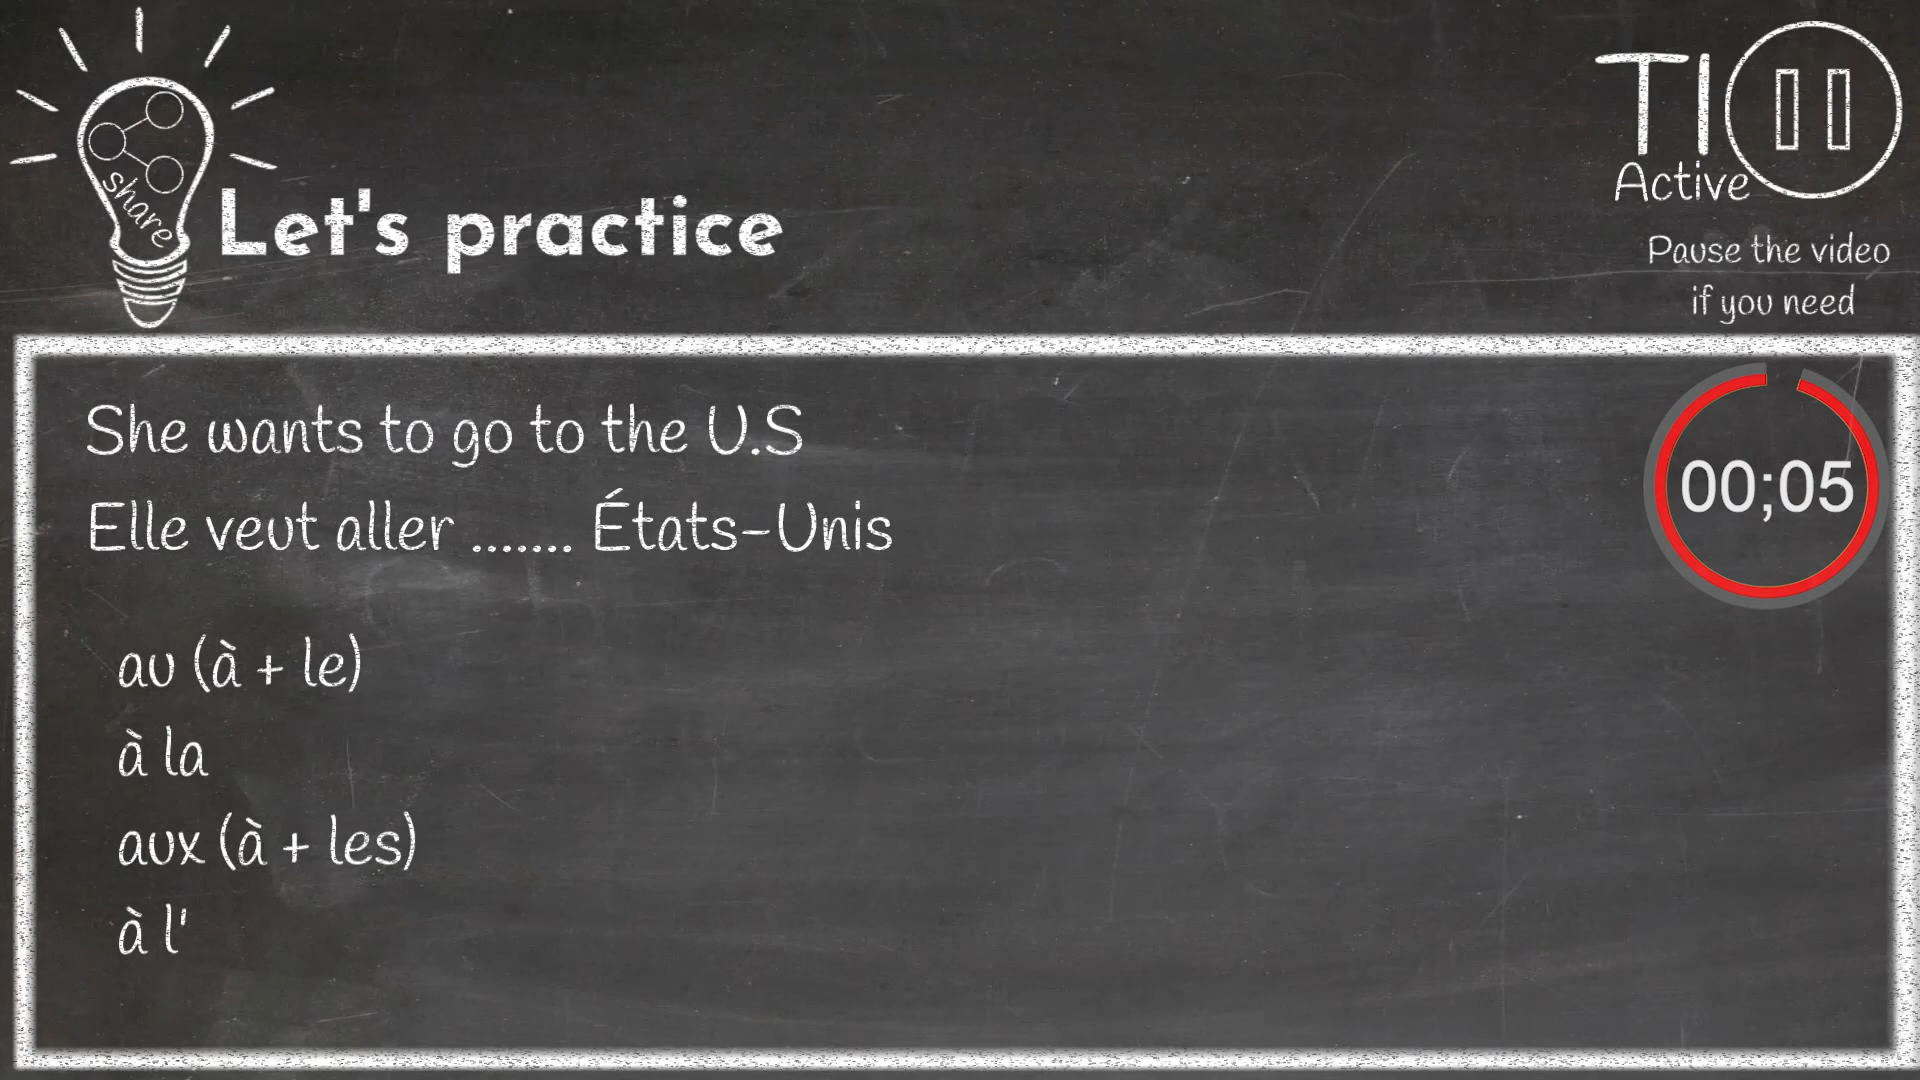 share
Let's practice
TI
Active
Pause the video
if you need
She wants to go to the U.S
Elle veut aller ....... États-Unis
00;05
au (à + le)
à la
aux (à + les)
à l'